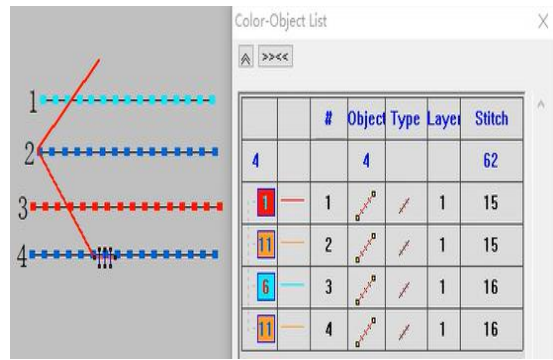 Color-Object List X
>><<
# Object Type Layer Stitch
4 4 62
1 1 1 15
11 2 1 15
6 3 1 16
11 4 1 16
1
2
3
4